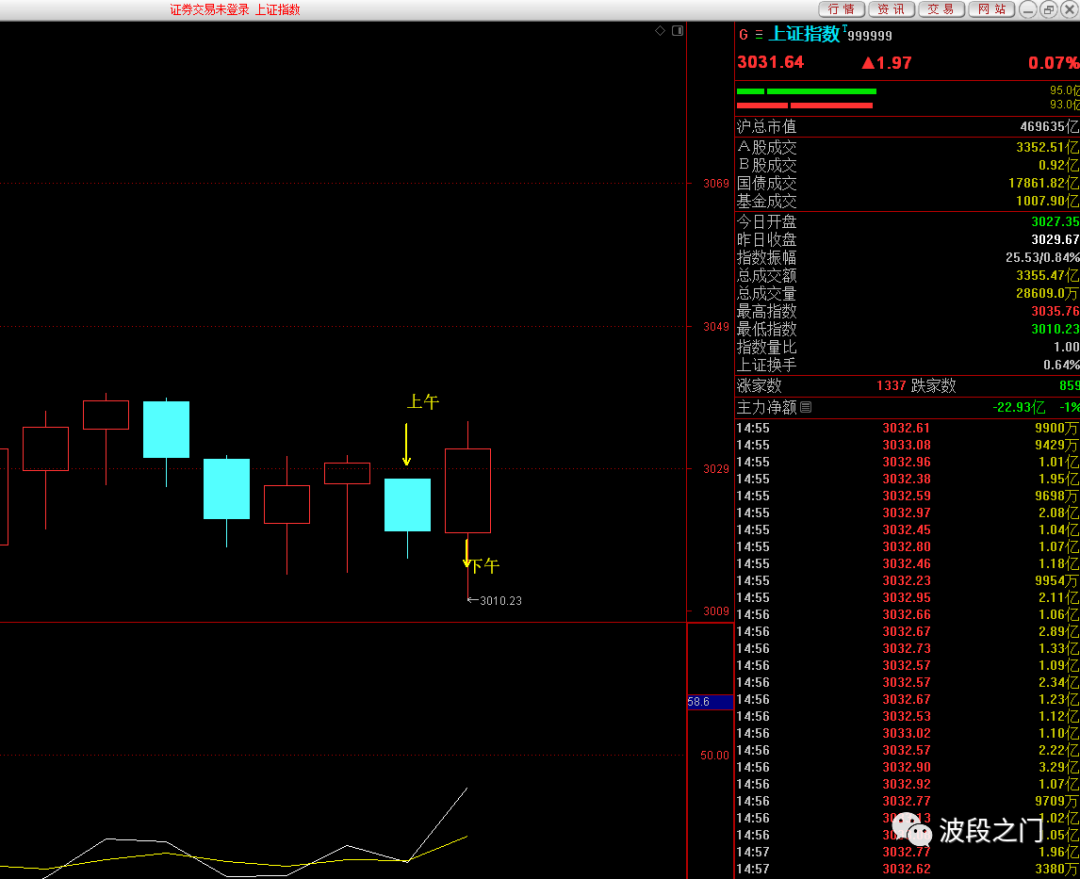 证券交易未登录 上证指数
行情 资讯 交易 网站
G 上证指数 T 999999
3031.64 ▲1.97 0.07%
95.0亿
93.0亿
沪总市值 469635亿
A股成交 3352.51亿
B股成交 0.92亿
国债成交 17861.82亿
基金成交 1007.90亿
今日开盘 3027.35
昨日收盘 3029.67
指数振幅 25.53/0.84%
总成交额 3355.47亿
总成交量 28609.0万
最高指数 3035.76
最低指数 3010.23
指数量比 1.00
上证换手 0.64%
涨家数 1337 跌家数 859
主力净额 -22.93亿 -1%
14:55 3032.61 9900万
14:55 3033.08 9429万
14:55 3032.96 1.01亿
14:55 3032.38 1.95亿
14:55 3032.59 9698万
14:55 3032.97 2.08亿
14:55 3032.45 1.04亿
14:55 3032.80 1.07亿
14:55 3032.46 1.18亿
14:55 3032.23 9954万
14:55 3032.95 2.11亿
14:56 3032.66 1.06亿
14:56 3032.67 2.89亿
14:56 3032.73 1.33亿
14:56 3032.57 1.09亿
14:56 3032.57 2.34亿
14:56 3032.67 1.23亿
14:56 3032.53 1.12亿
14:56 3033.02 1.10亿
14:56 3032.57 2.22亿
14:56 3032.90 3.29亿
14:56 3032.92 1.07亿
14:56 3032.77 9709万
14:56
14:56
14:57 3032.77 1.96亿
14:57 3032.62 3380万
波段之门
3069
3049
3029
3009
上午
下午
←3010.23
58.6
50.00